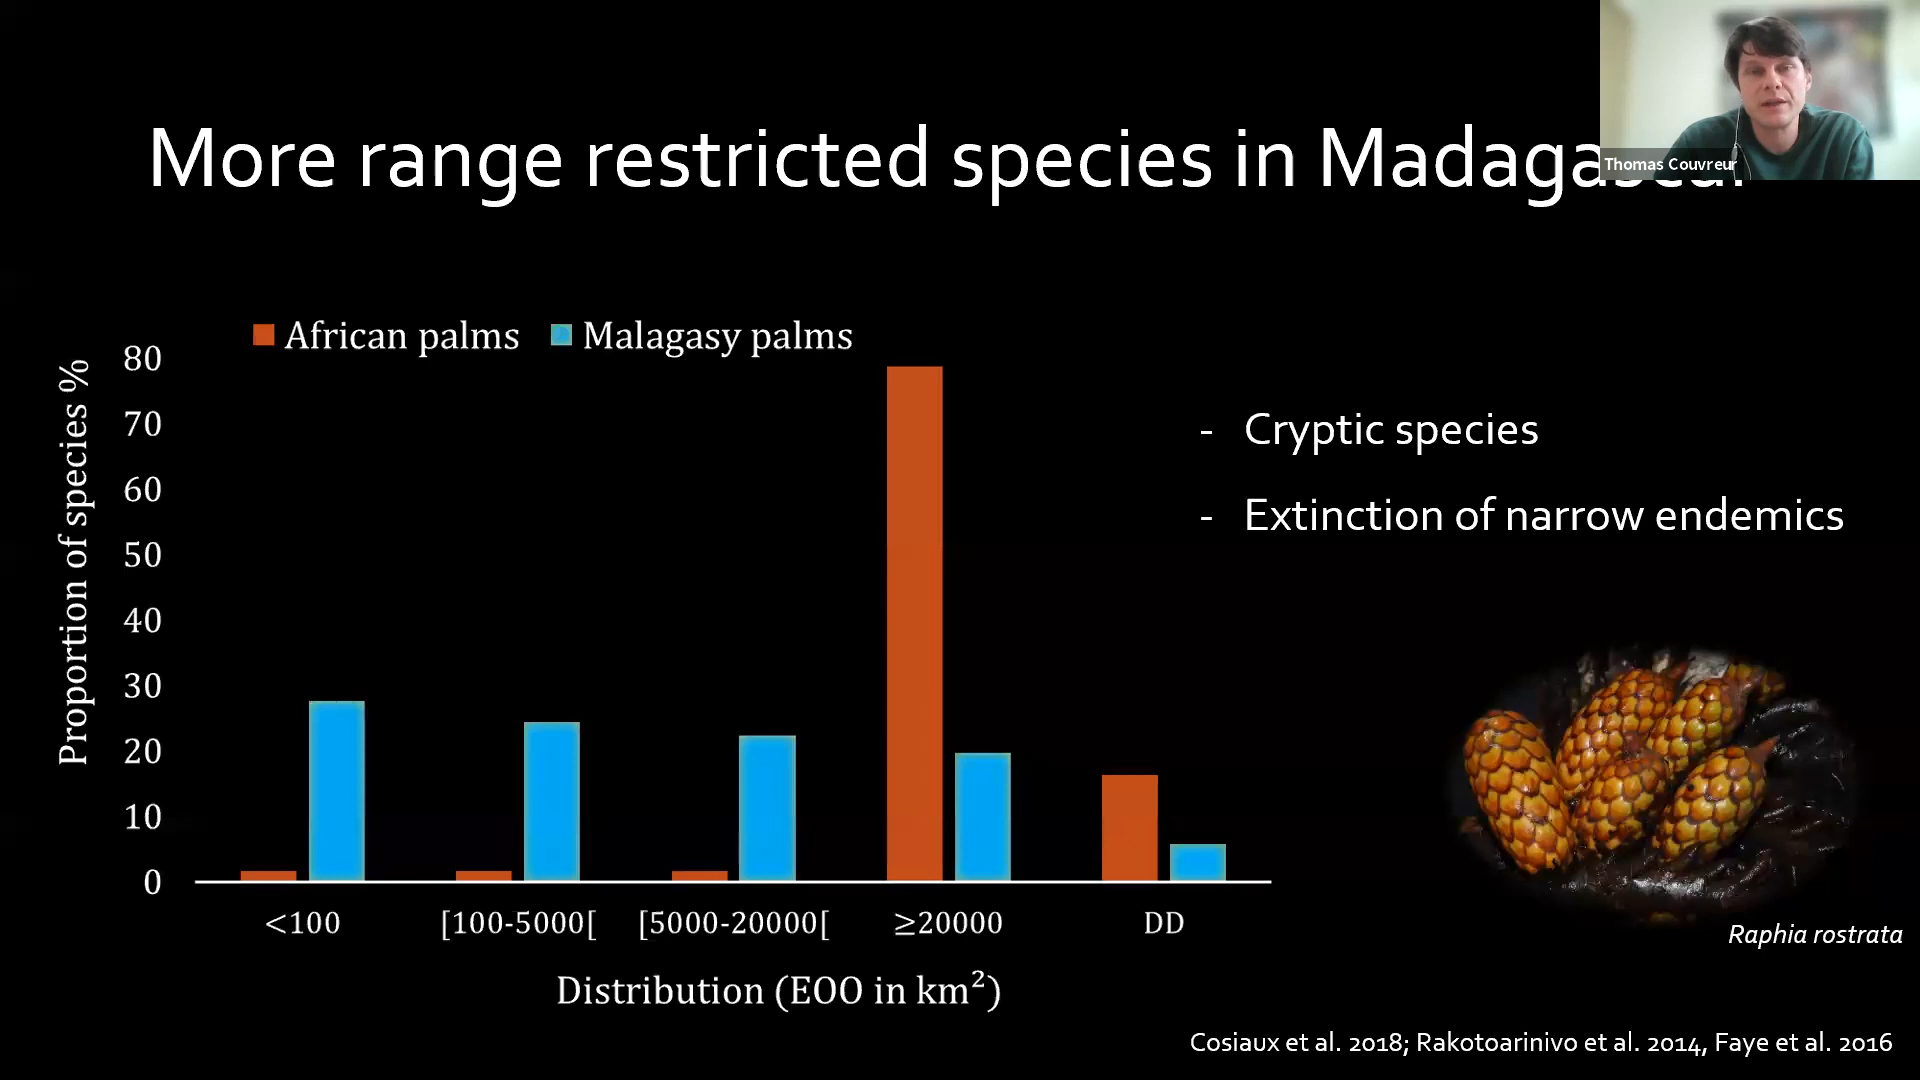 More range restricted species in Madagascar
Thomas Couvreur
African palms
Malagasy palms
Proportion of species %
80
70
60
50
40
30
20
10
0
<100
[100-5000[
[5000-20000[
≥20000
DD
Distribution (EOO in km²)
- Cryptic species
- Extinction of narrow endemics
Raphia rostrata
Cosiaux et al. 2018; Rakotoarinivo et al. 2014, Faye et al. 2016